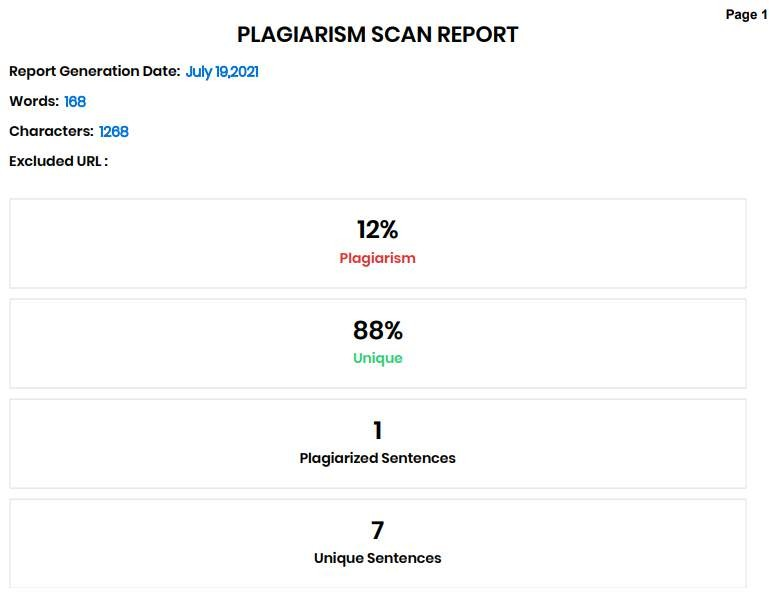 Page 1
PLAGIARISM SCAN REPORT
Report Generation Date: July 19,2021
Words: 168
Characters: 1268
Excluded URL :
12%
Plagiarism
88%
Unique
1
Plagiarized Sentences
7
Unique Sentences